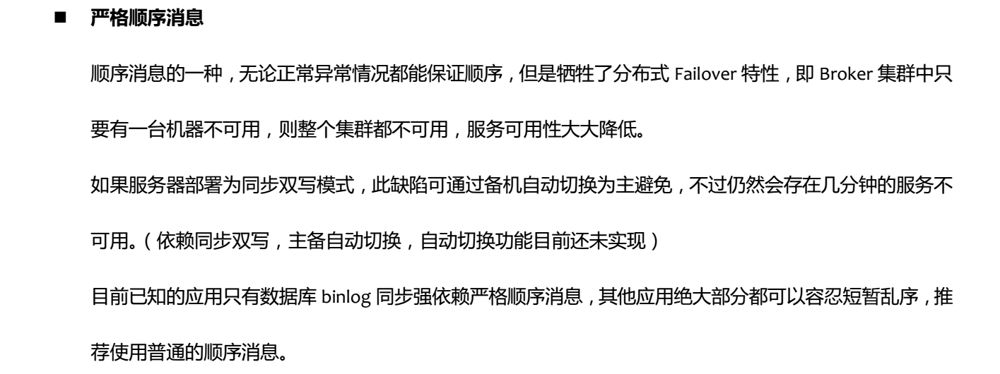 ■ 严格顺序消息
顺序消息的一种，无论正常异常情况都能保证顺序，但是牺牲了分布式 Failover 特性，即 Broker 集群中只
要有一台机器不可用，则整个集群都不可用，服务可用性大大降低。
如果服务器部署为同步双写模式，此缺陷可通过备机自动切换为主避免，不过仍然会存在几分钟的服务不
可用。（依赖同步双写，主备自动切换，自动切换功能目前还未实现）
目前已知的应用只有数据库 binlog 同步强依赖严格顺序消息，其他应用绝大部分都可以容忍短暂乱序，推
荐使用普通的顺序消息。